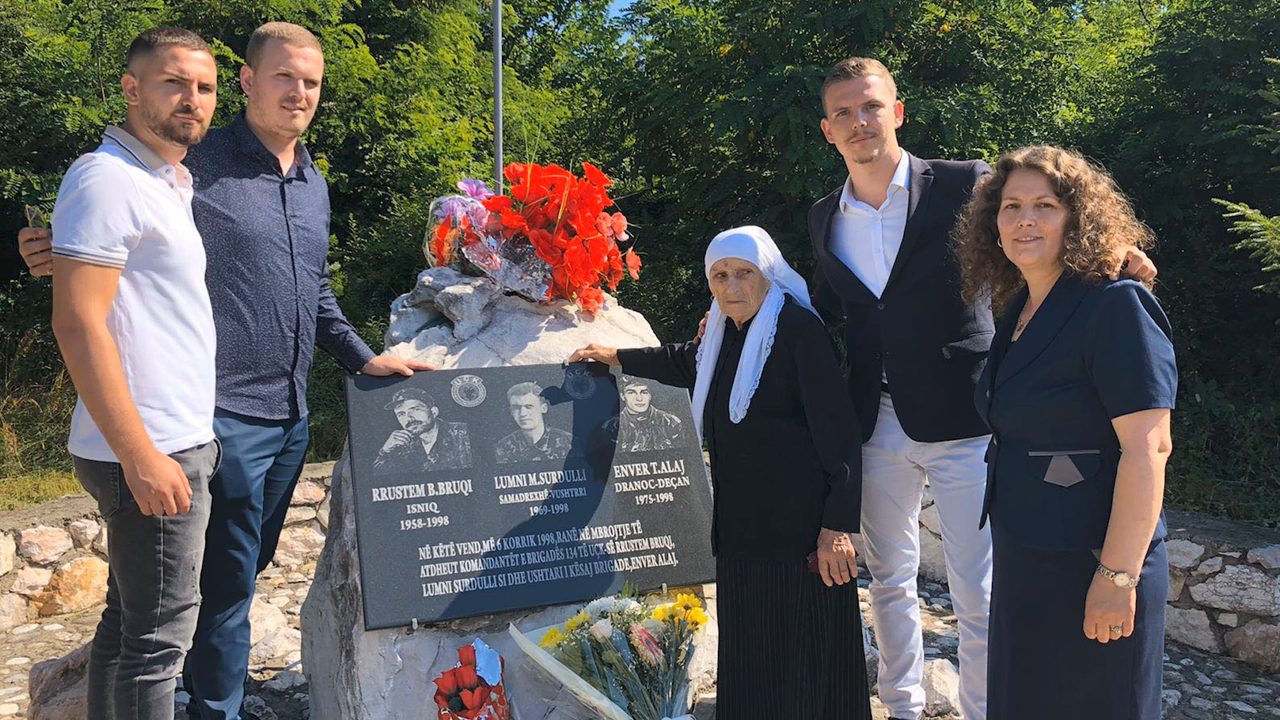 RRUSTEM B.BRUQI
ISNIQ
1958-1998
LUMNI M.SURDULLI
SAMADREXHË-VUSHTRRI
1969-1998
ENVER T.ALAJ
DRANOC-DEÇAN
1975-1998
NË KËTË VEND,MË 6 KORRIK 1998,RANË NË MBROJTJE TË
ATDHEUT KOMANDANTËT E BRIGADËS 134 TË UÇK-SË RRUSTEM BRUQI,
LUMNI SURDULLI SI DHE USHTARI I KËSAJ BRIGADE,ENVER ALAJ.